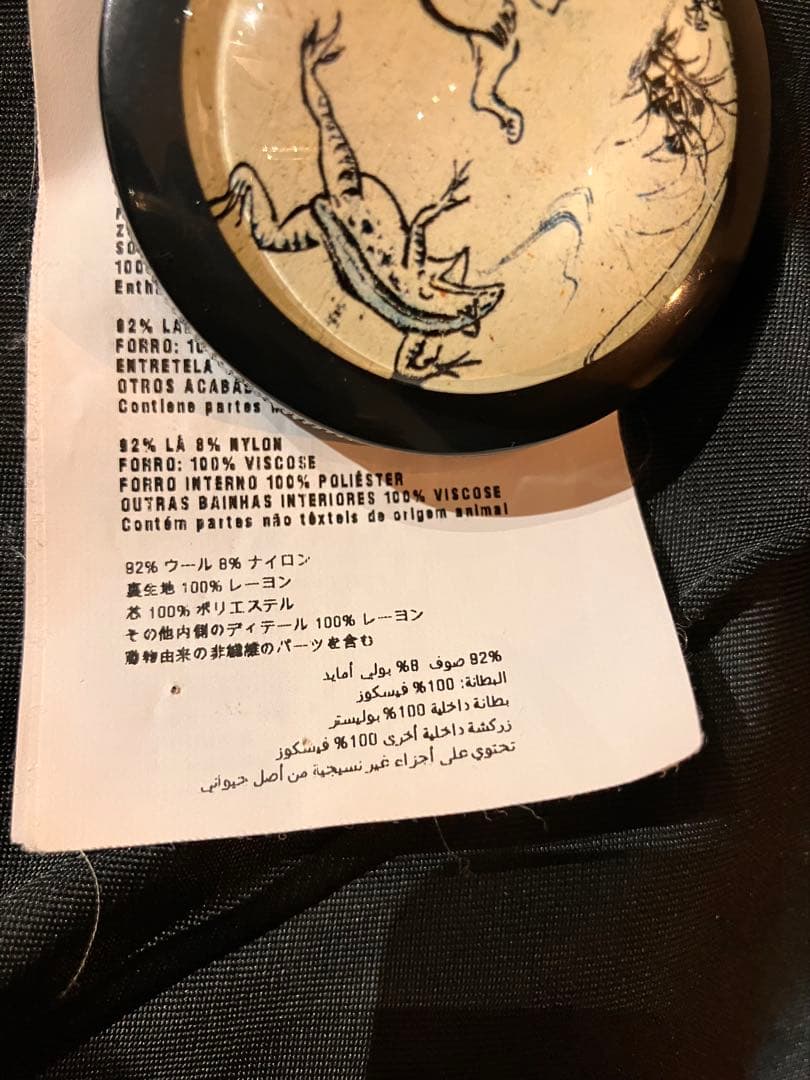 Z
SO
100
Enth
92% LA
FORRO: 10
ENTRETELA
OTROS ACABA
Contiene partes
92% LÃ 8% NYLON
FORRO: 100% VISCOSE
FORRO INTERNO 100% POLIÉSTER
OUTRAS BAINHAS INTERIORES 100% VISCOSE
Contém partes não têxteis de origem animal
92% ウール 8% ナイロン
裏生地 100% レーヨン
芯 100% ポリエステル
その他内側のディテール 100% レーヨン
動物由来の非繊維のパーツを含む
92% صوف 8% بولي أمايد
البطانة: 100% فيسكوز
بطانة داخلية 100% بوليستر
زركشة داخلية أخرى 100% فيسكوز
تحتوي على أجزاء غير نسيجية من أصل حيواني